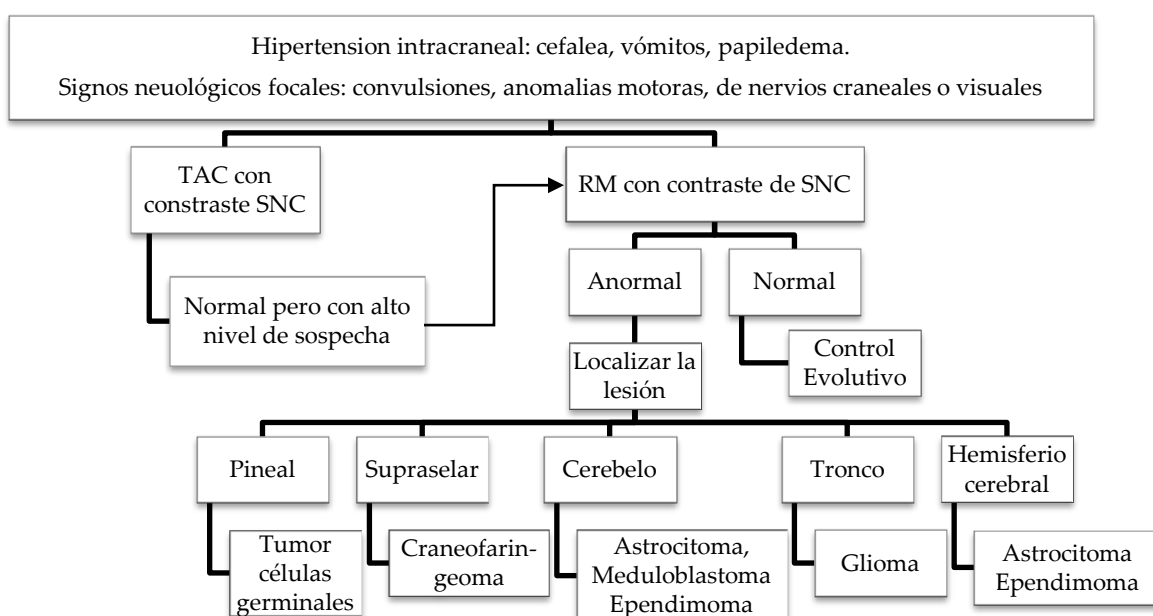 Hipertension intracraneal: cefalea, vómitos, papiledema.
Signos neuológicos focales: convulsiones, anomalias motoras, de nervios craneales o visuales
TAC con
constraste SNC
RM con contraste de SNC
Normal pero con alto
nivel de sospecha
Anormal
Normal
Localizar la
lesión
Control
Evolutivo
Pineal
Supraselar
Cerebelo
Tronco
Hemisferio
cerebral
Tumor
células
germinales
Craneofarin-
geoma
Astrocitoma,
Meduloblastoma
Ependimoma
Glioma
Astrocitoma
Ependimoma